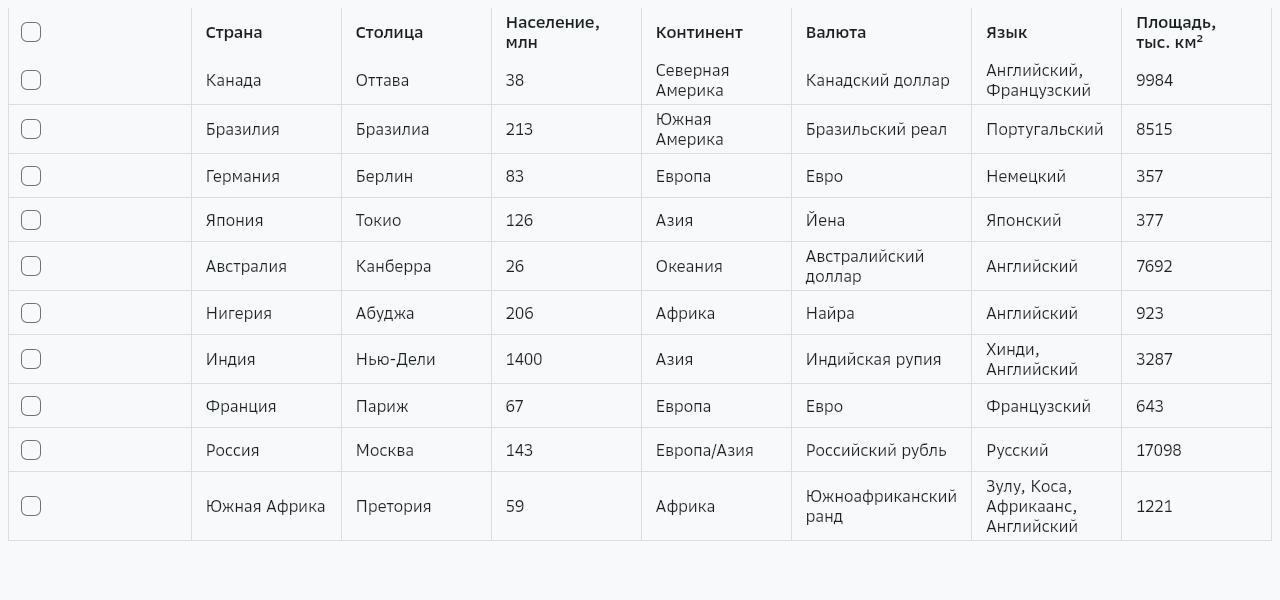 Страна Столица Население, млн Континент Валюта Язык Площадь, тыс. км²
Канада Оттава 38 Северная Америка Канадский доллар Английский, Французский 9984
Бразилия Бразилиа 213 Южная Америка Бразильский реал Португальский 8515
Германия Берлин 83 Европа Евро Немецкий 357
Япония Токио 126 Азия Йена Японский 377
Австралия Канберра 26 Океания Австралийский доллар Английский 7692
Нигерия Абуджа 206 Африка Найра Английский 923
Индия Нью-Дели 1400 Азия Индийская рупия Хинди, Английский 3287
Франция Париж 67 Европа Евро Французский 643
Россия Москва 143 Европа/Азия Российский рубль Русский 17098
Южная Африка Претория 59 Африка Южноафриканский ранд Зулу, Коса, Африкаанс, Английский 1221